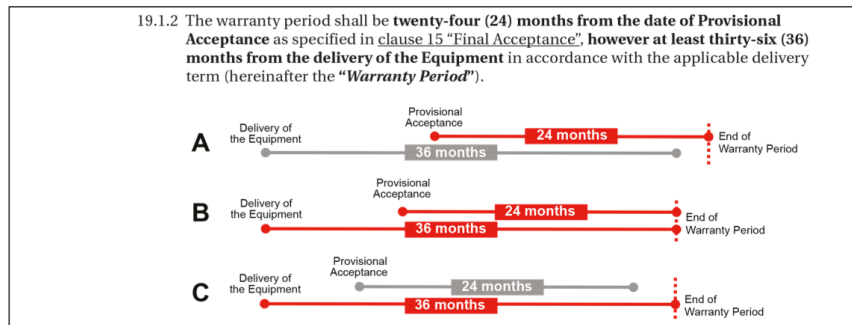 19.1.2 The warranty period shall be twenty-four (24) months from the date of Provisional
Acceptance as specified in clause 15 “Final Acceptance”, however at least thirty-six (36)
months from the delivery of the Equipment in accordance with the applicable delivery
term (hereinafter the “Warranty Period”).
A
Delivery of
the Equipment
Provisional
Acceptance
24 months
36 months
End of
Warranty Period
B
Delivery of
the Equipment
Provisional
Acceptance
24 months
36 months
End of
Warranty Period
C
Delivery of
the Equipment
Provisional
Acceptance
24 months
36 months
End of
Warranty Period